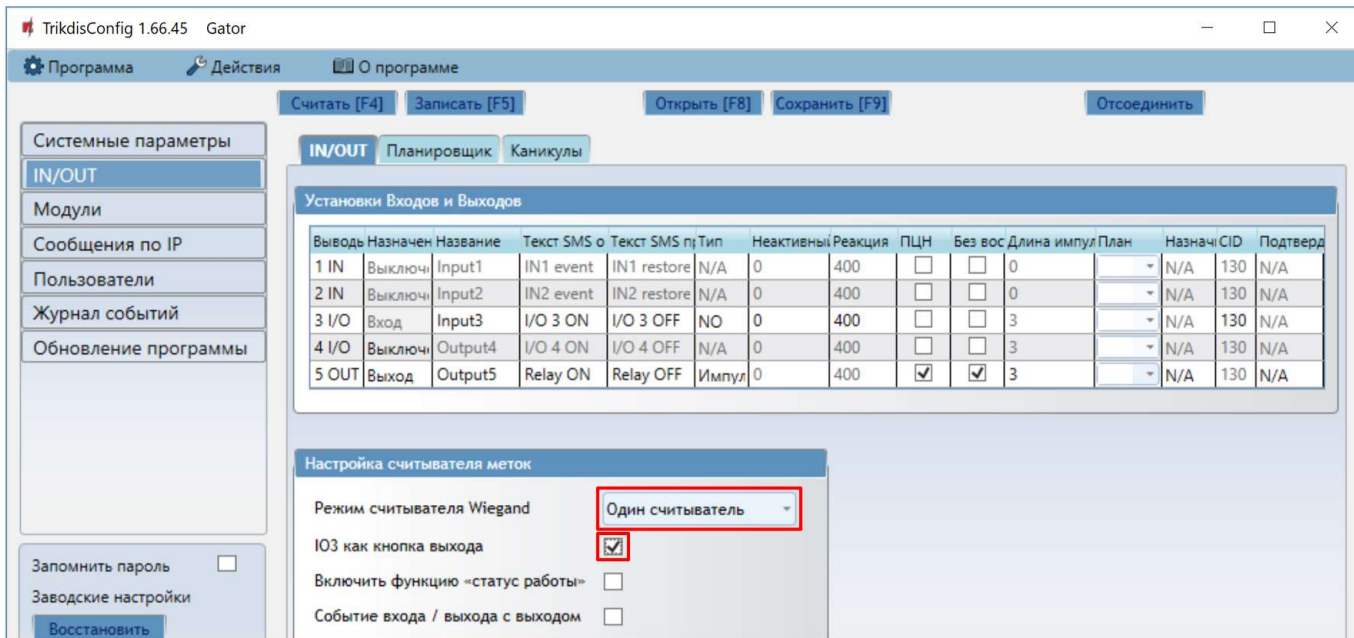 TrikdisConfig 1.66.45 Gator
Программа Действия О программе
Считать [F4] Записать [F5] Открыть [F8] Сохранить [F9] Отсоединить
Системные параметры
IN/OUT
Модули
Сообщения по IP
Пользователи
Журнал событий
Обновление программы
Запомнить пароль
Заводские настройки
Восстановить
IN/OUT Планировщик Каникулы
Установки Входов и Выходов
Выводь Назначен Название Текст SMS о Текст SMS пр Тип Неактивный Реакция ПЦН Без вос Длина импул План Назначе CID Подтверд
1 IN Выключе Input1 IN1 event IN1 restore N/A 0 400 0 N/A 130 N/A
2 IN Выключе Input2 IN2 event IN2 restore N/A 0 400 0 N/A 130 N/A
3 I/O Вход Input3 I/O 3 ON I/O 3 OFF NO 0 400 3 N/A 130 N/A
4 I/O Выключе Output4 I/O 4 ON I/O 4 OFF N/A 0 400 3 N/A 130 N/A
5 OUT Выход Output5 Relay ON Relay OFF Импул 0 400 3 N/A 130 N/A
Настройка считывателя меток
Режим считывателя Wiegand Один считыватель
IO3 как кнопка выхода
Включить функцию «статус работы»
Событие входа / выхода с выходом